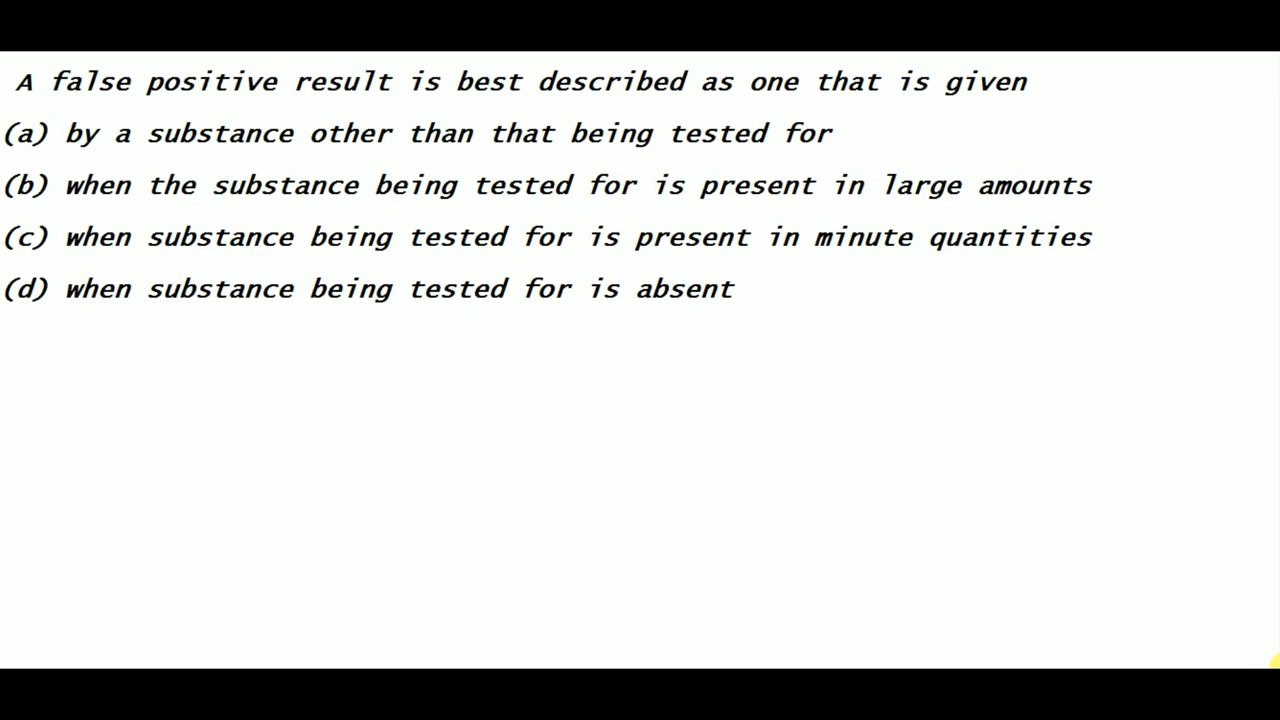 A false positive result is best described as one that is given
(a) by a substance other than that being tested for
(b) when the substance being tested for is present in large amounts
(c) when substance being tested for is present in minute quantities
(d) when substance being tested for is absent